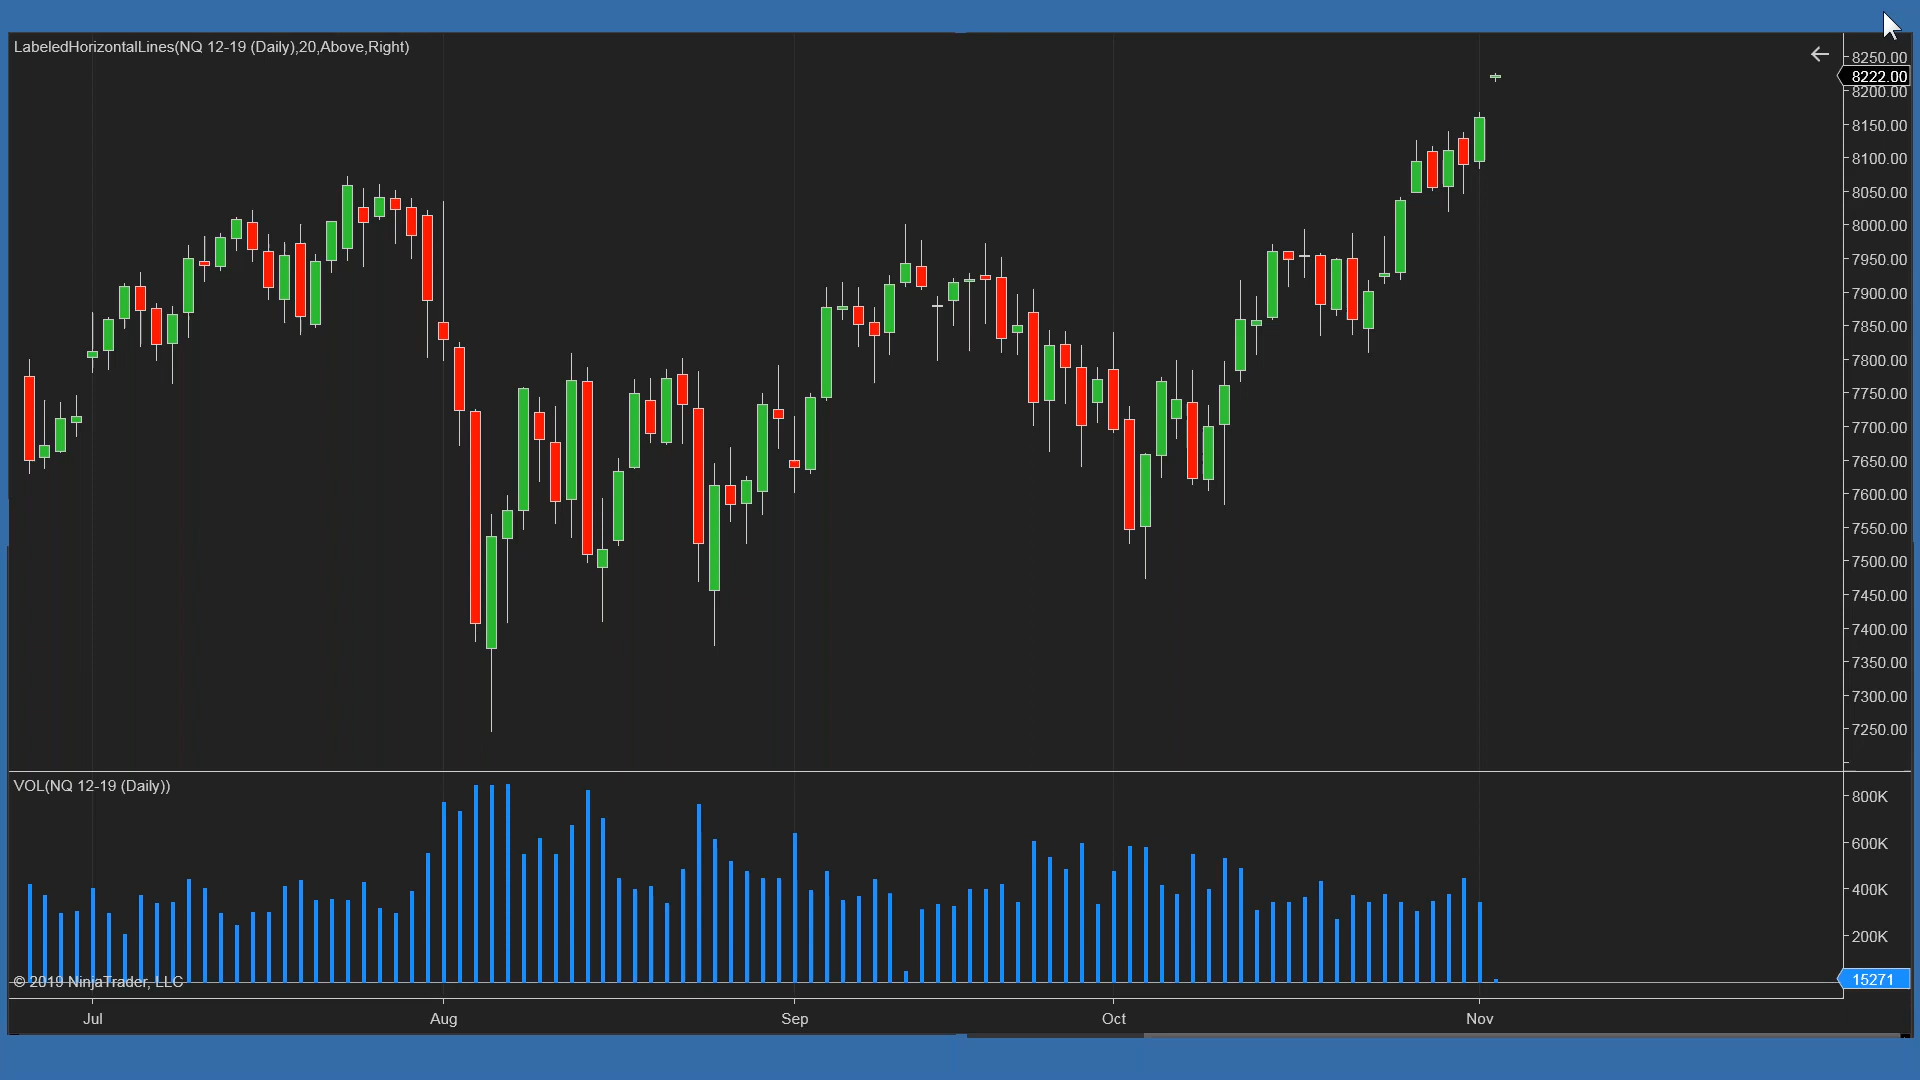 LabeledHorizontalLines(NQ 12-19 (Daily),20,Above,Right)
8250.00
8222.00
8200.00
8150.00
8100.00
8050.00
8000.00
7950.00
7900.00
7850.00
7800.00
7750.00
7700.00
7650.00
7600.00
7550.00
7500.00
7450.00
7400.00
7350.00
7300.00
7250.00
VOL(NQ 12-19 (Daily))
800K
600K
400K
200K
15271
© 2019 NinjaTrader, LLC
Jul Aug Sep Oct Nov